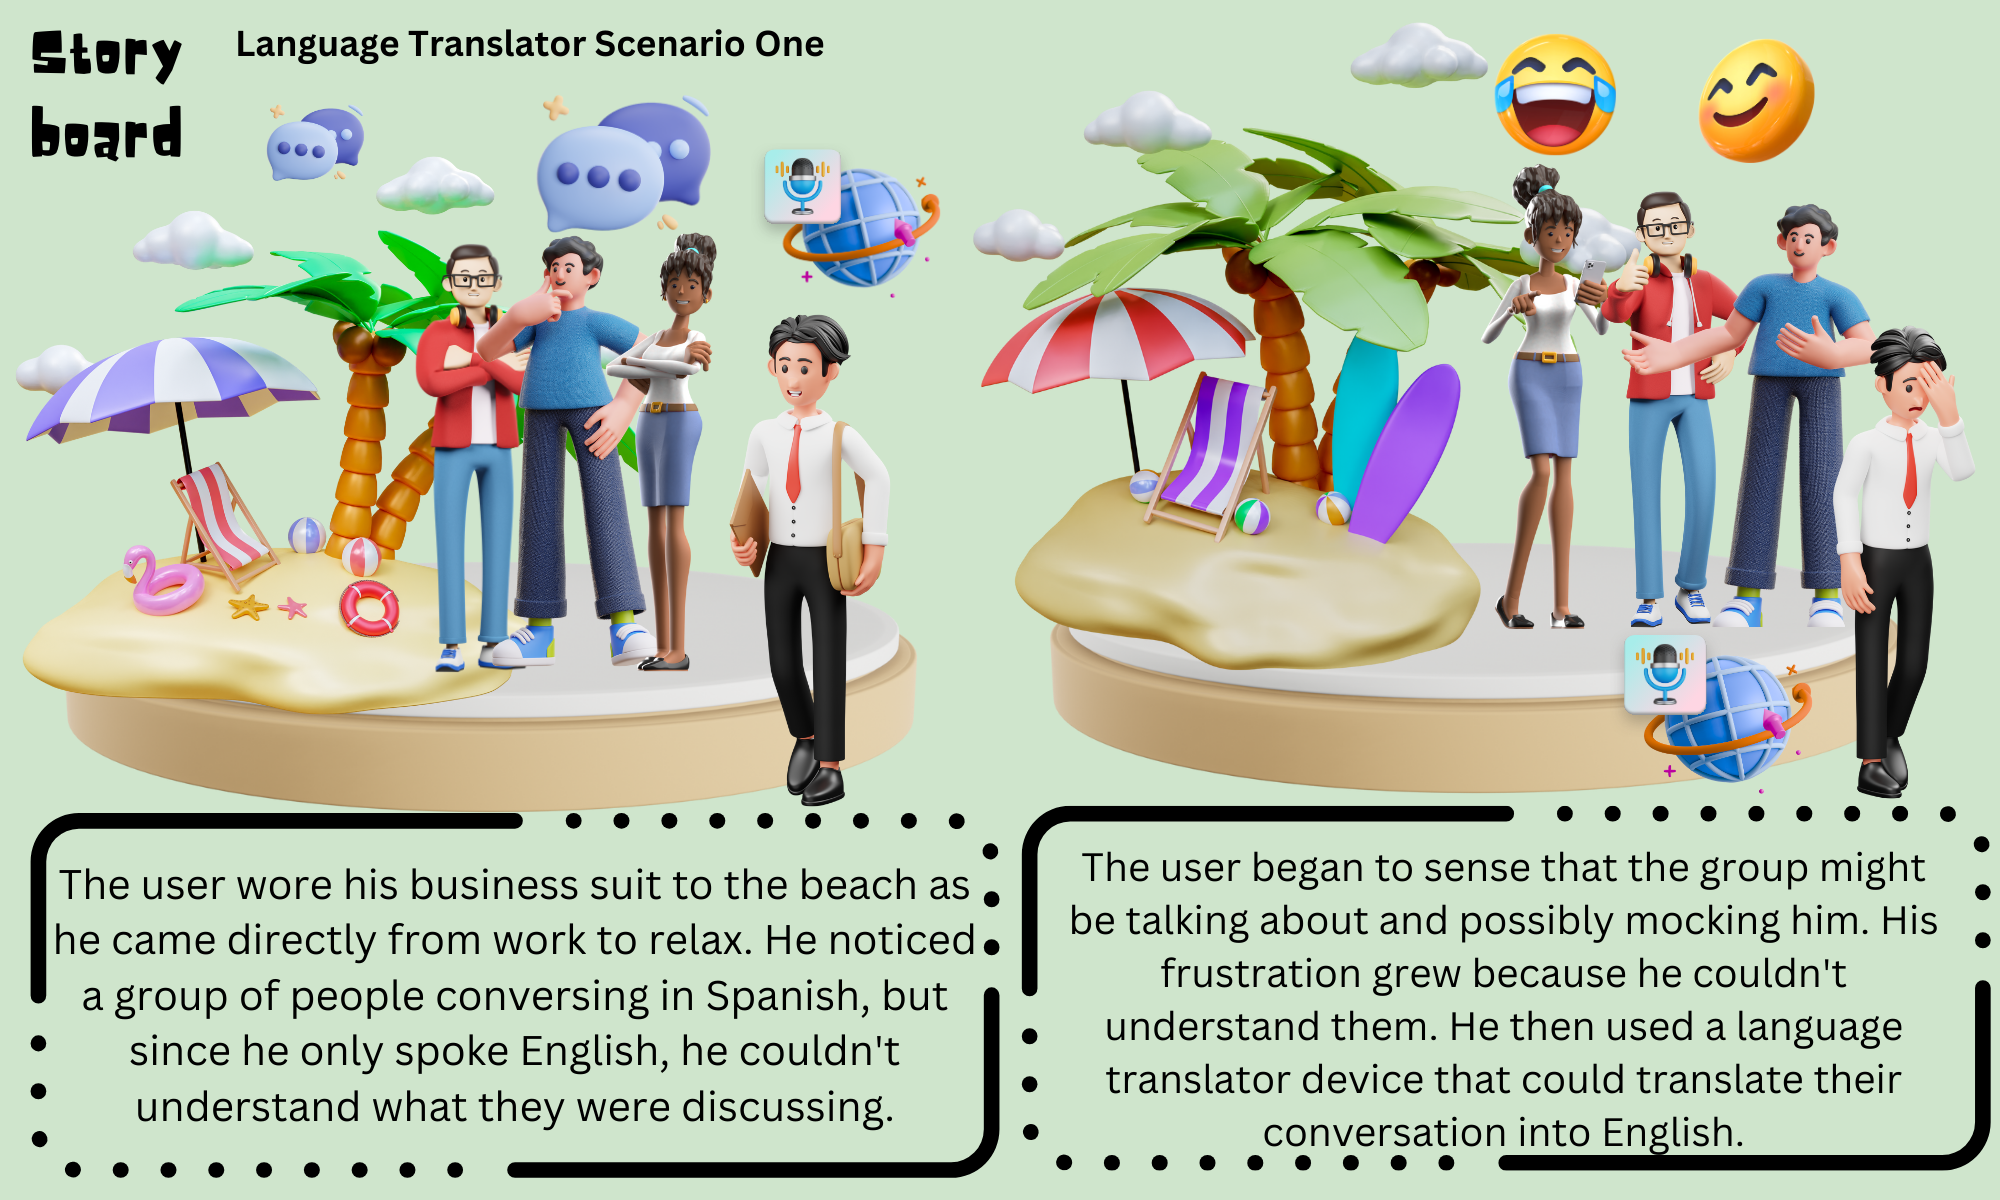 Story
board
Language Translator Scenario One
The user wore his business suit to the beach as
he came directly from work to relax. He noticed
a group of people conversing in Spanish, but
since he only spoke English, he couldn't
understand what they were discussing.
The user began to sense that the group might
be talking about and possibly mocking him. His
frustration grew because he couldn't
understand them. He then used a language
translator device that could translate their
conversation into English.